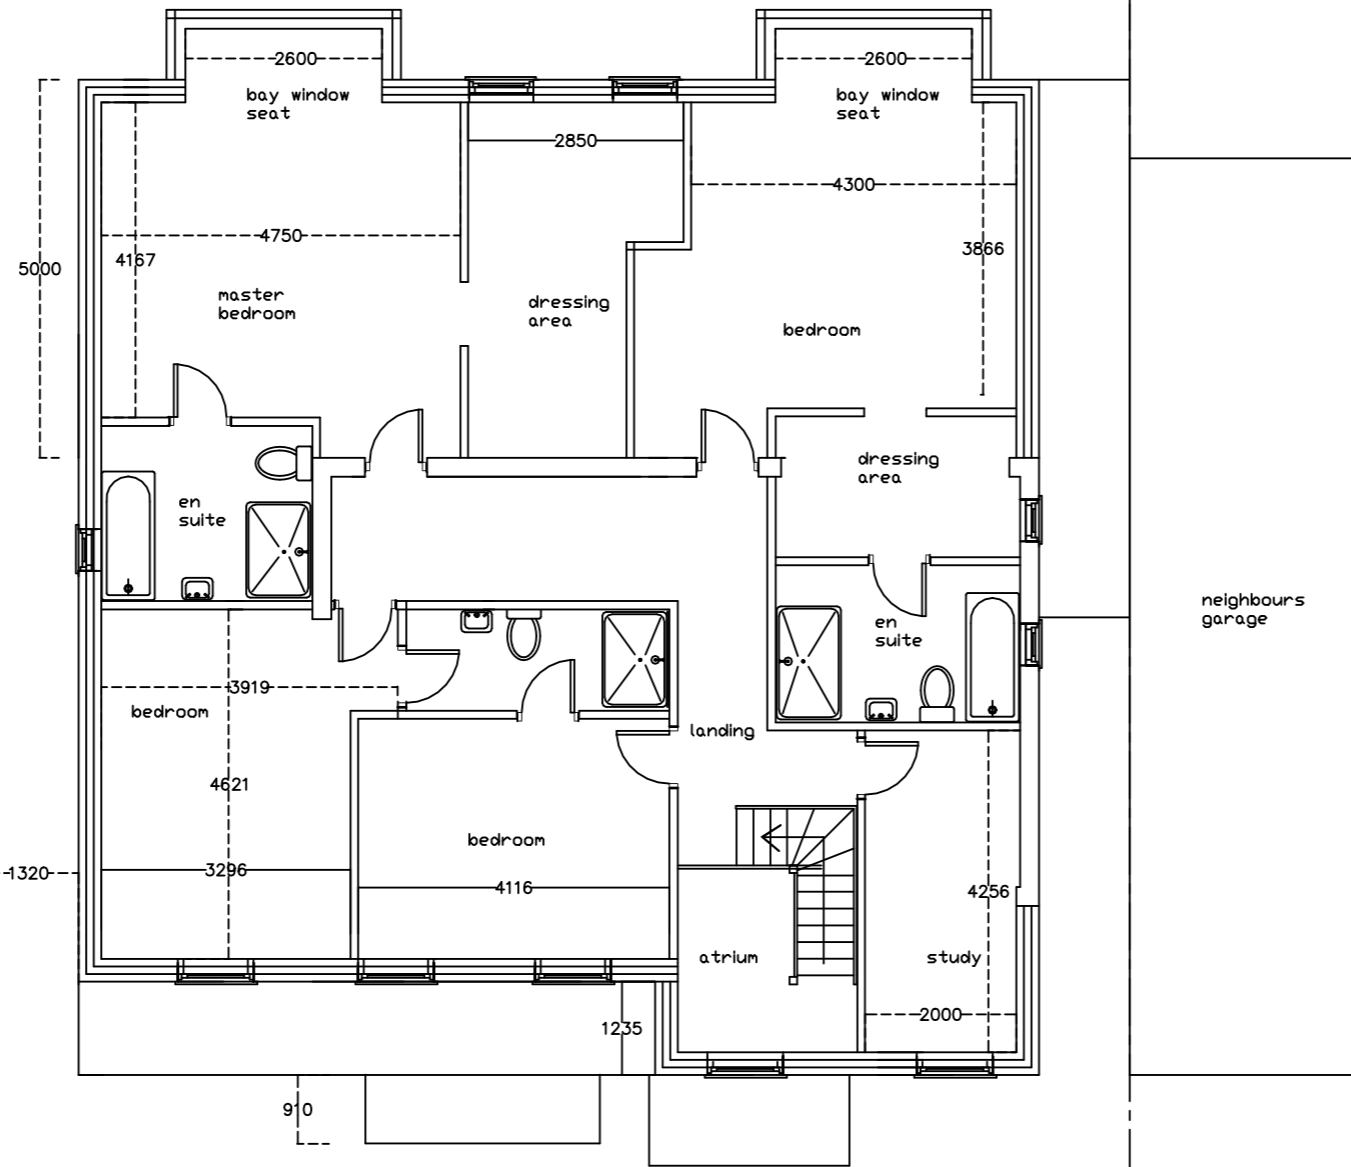 2600
2600
bay window
seat
bay window
seat
2850
4300
4750
3866
4167
5000
master
bedroom
dressing
area
bedroom
dressing
area
en
suite
neighbours
garage
en
suite
3919
bedroom
landing
4621
bedroom
1320
3296
4116
4256
atrium
study
2000
1235
910